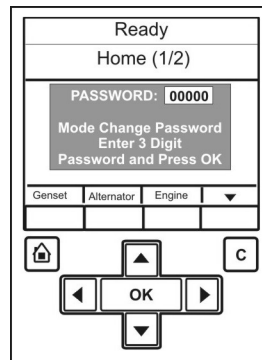 Ready
Home (1/2)
PASSWORD: 00000
Mode Change Password
Enter 3 Digit
Password and Press OK
Genset Alternator Engine
C
OK